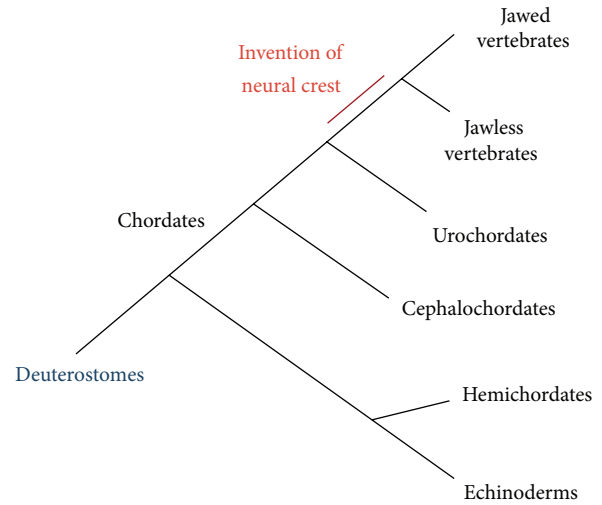 Jawed
vertebrates
Invention of
neural crest
Jawless
vertebrates
Chordates
Urochordates
Cephalochordates
Deuterostomes
Hemichordates
Echinoderms